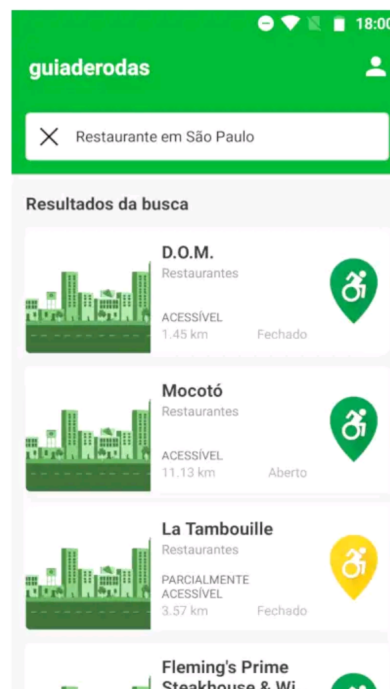 18:00
guiaderodas
Restaurante em São Paulo
Resultados da busca
D.O.M.
Restaurantes
ACESSÍVEL
1.45 km Fechado
Mocotó
Restaurantes
ACESSÍVEL
11.13 km Aberto
La Tambouille
Restaurantes
PARCIALMENTE
ACESSÍVEL
3.57 km Fechado
Fleming's Prime
Steakhouse & Wi